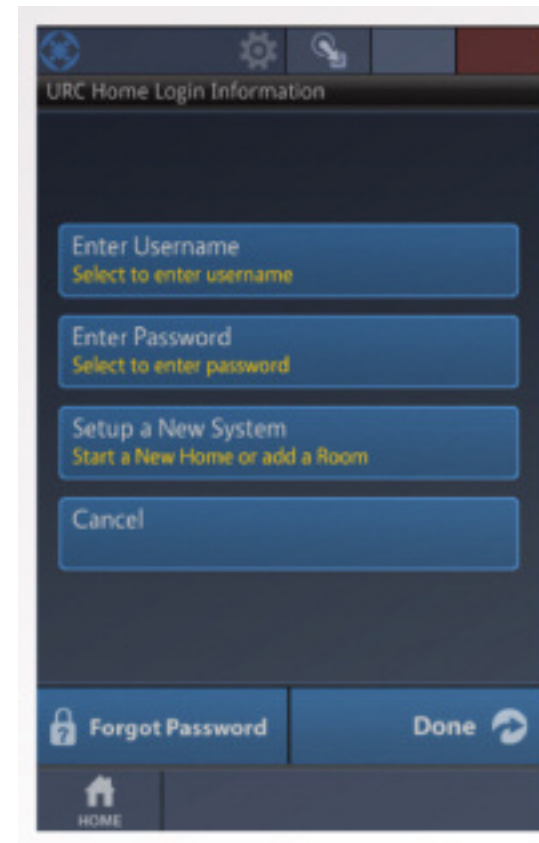 URC Home Login Information
Enter Username
Select to enter username
Enter Password
Select to enter password
Setup a New System
Start a New Home or add a Room
Cancel
Forgot Password
Done
HOME